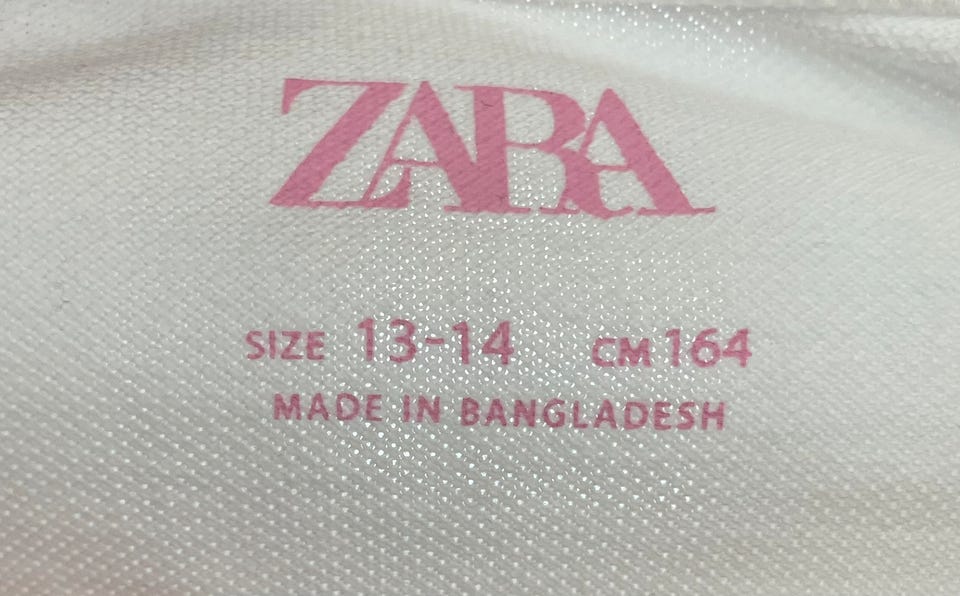 ZARA
SIZE 13-14 CM 164
MADE IN BANGLADESH